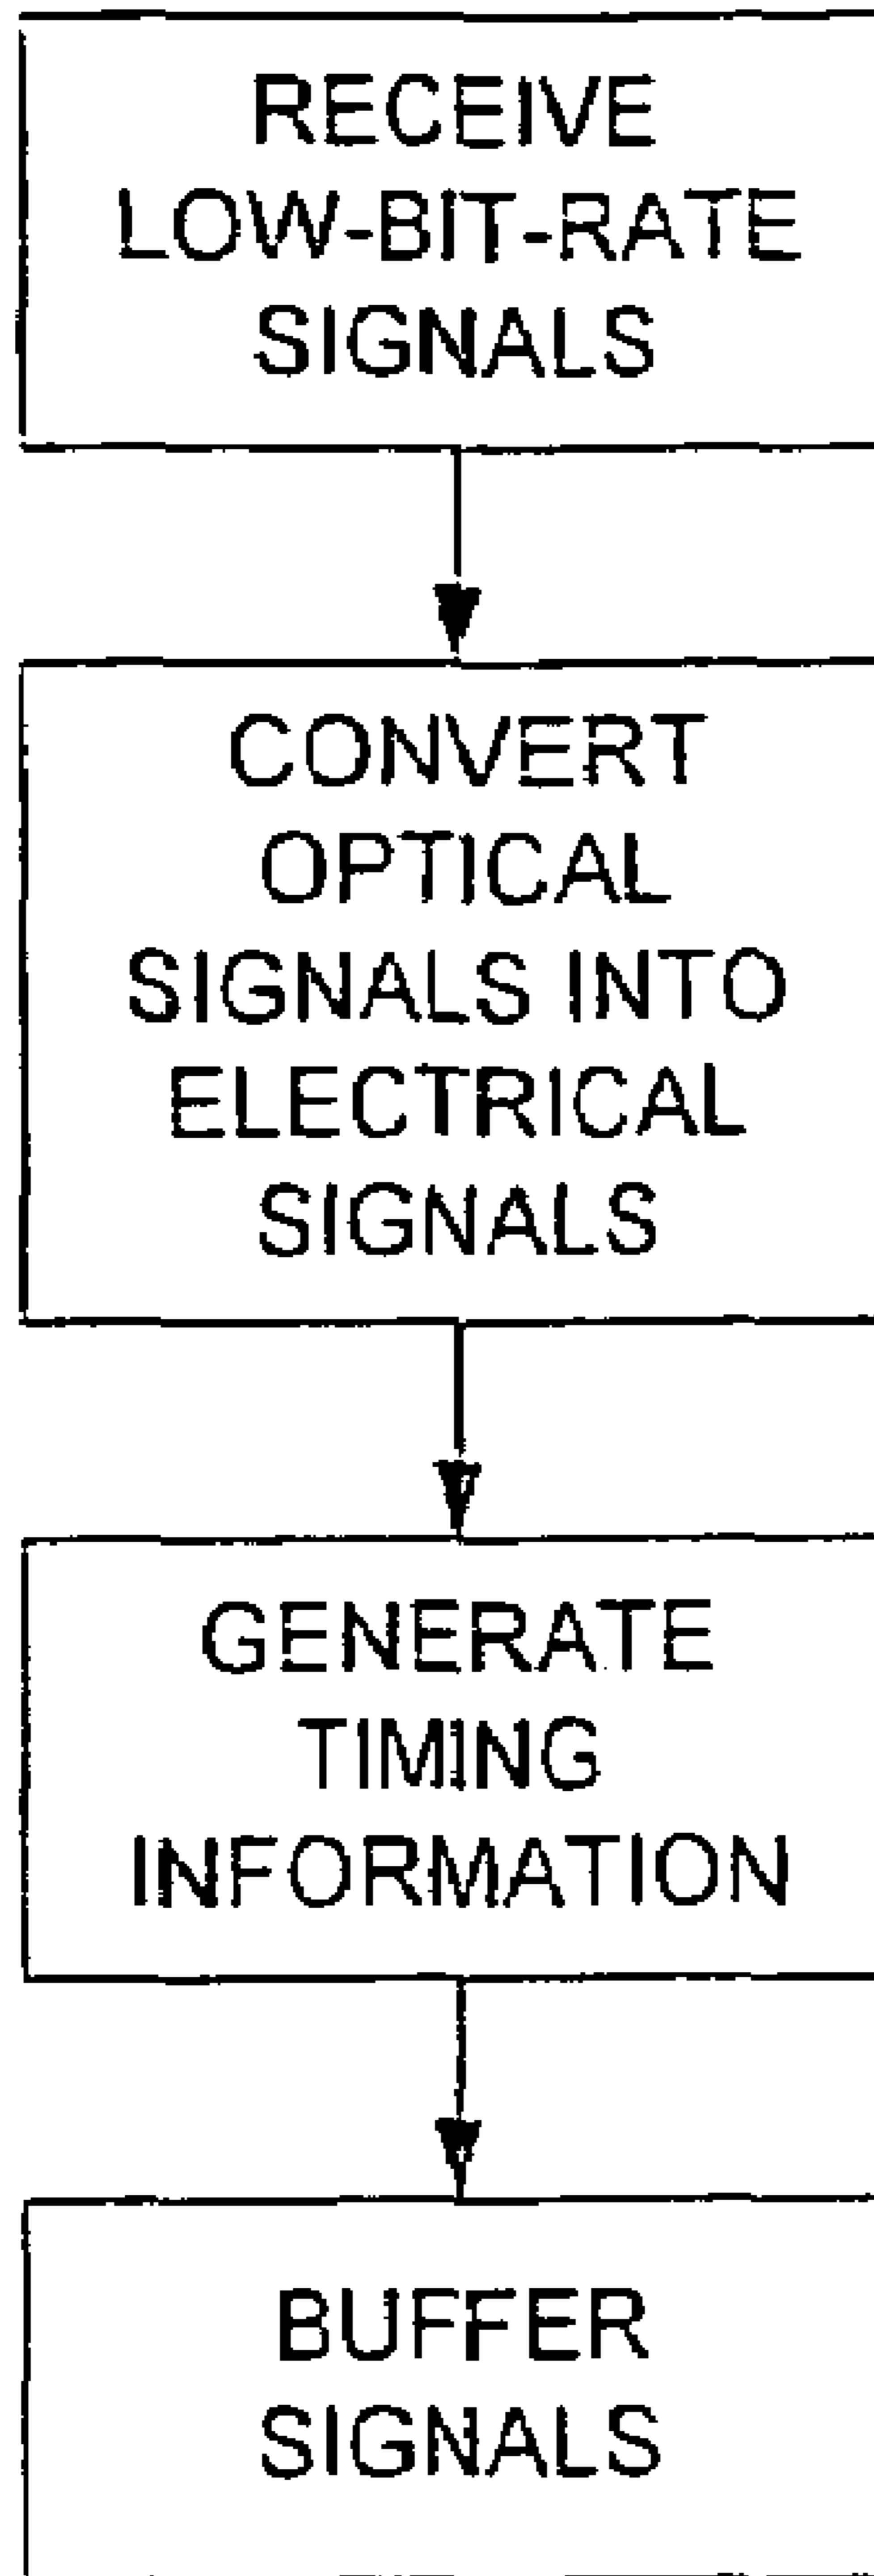 RECEIVE
LOW-BIT-RATE
SIGNALS
CONVERT
OPTICAL
SIGNALS INTO
ELECTRICAL
SIGNALS
GENERATE
TIMING
INFORMATION
BUFFER
SIGNALS